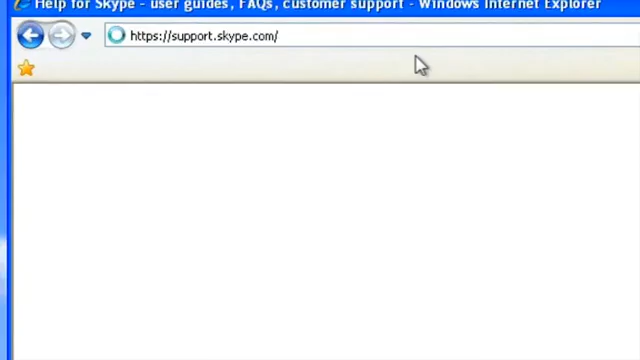 Help for Skype - user guides, FAQs, customer support - Windows Internet Explorer
https://support.skype.com/